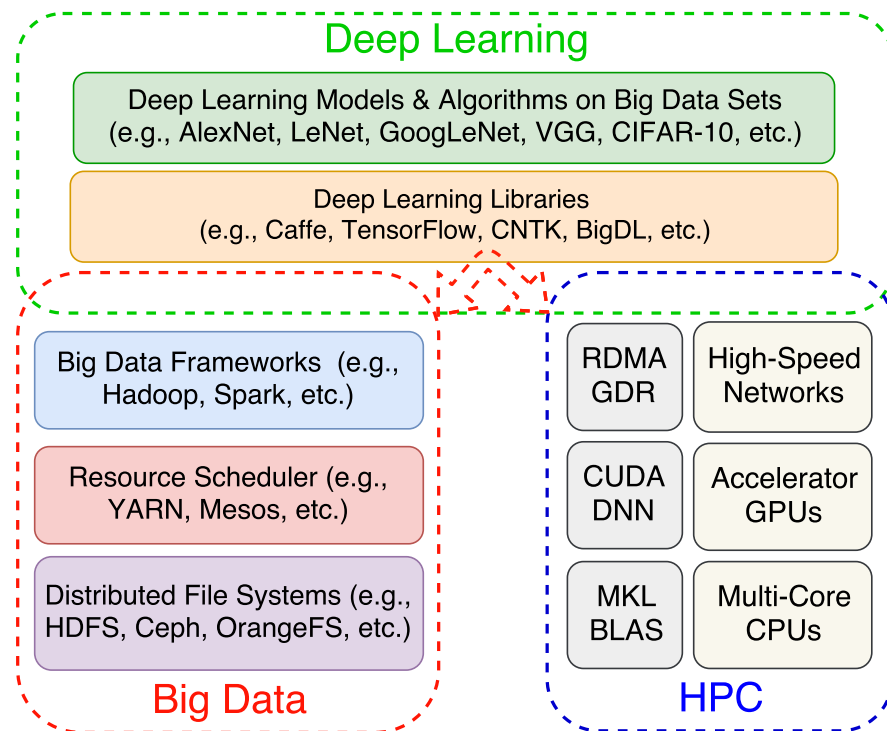 Deep Learning
Deep Learning Models & Algorithms on Big Data Sets
(e.g., AlexNet, LeNet, GoogLeNet, VGG, CIFAR-10, etc.)
Deep Learning Libraries
(e.g., Caffe, TensorFlow, CNTK, BigDL, etc.)
Big Data Frameworks (e.g.,
Hadoop, Spark, etc.)
Resource Scheduler (e.g.,
YARN, Mesos, etc.)
Distributed File Systems (e.g.,
HDFS, Ceph, OrangeFS, etc.)
Big Data
RDMA
GDR
High-Speed
Networks
CUDA
DNN
Accelerator
GPUs
MKL
BLAS
Multi-Core
CPUs
HPC